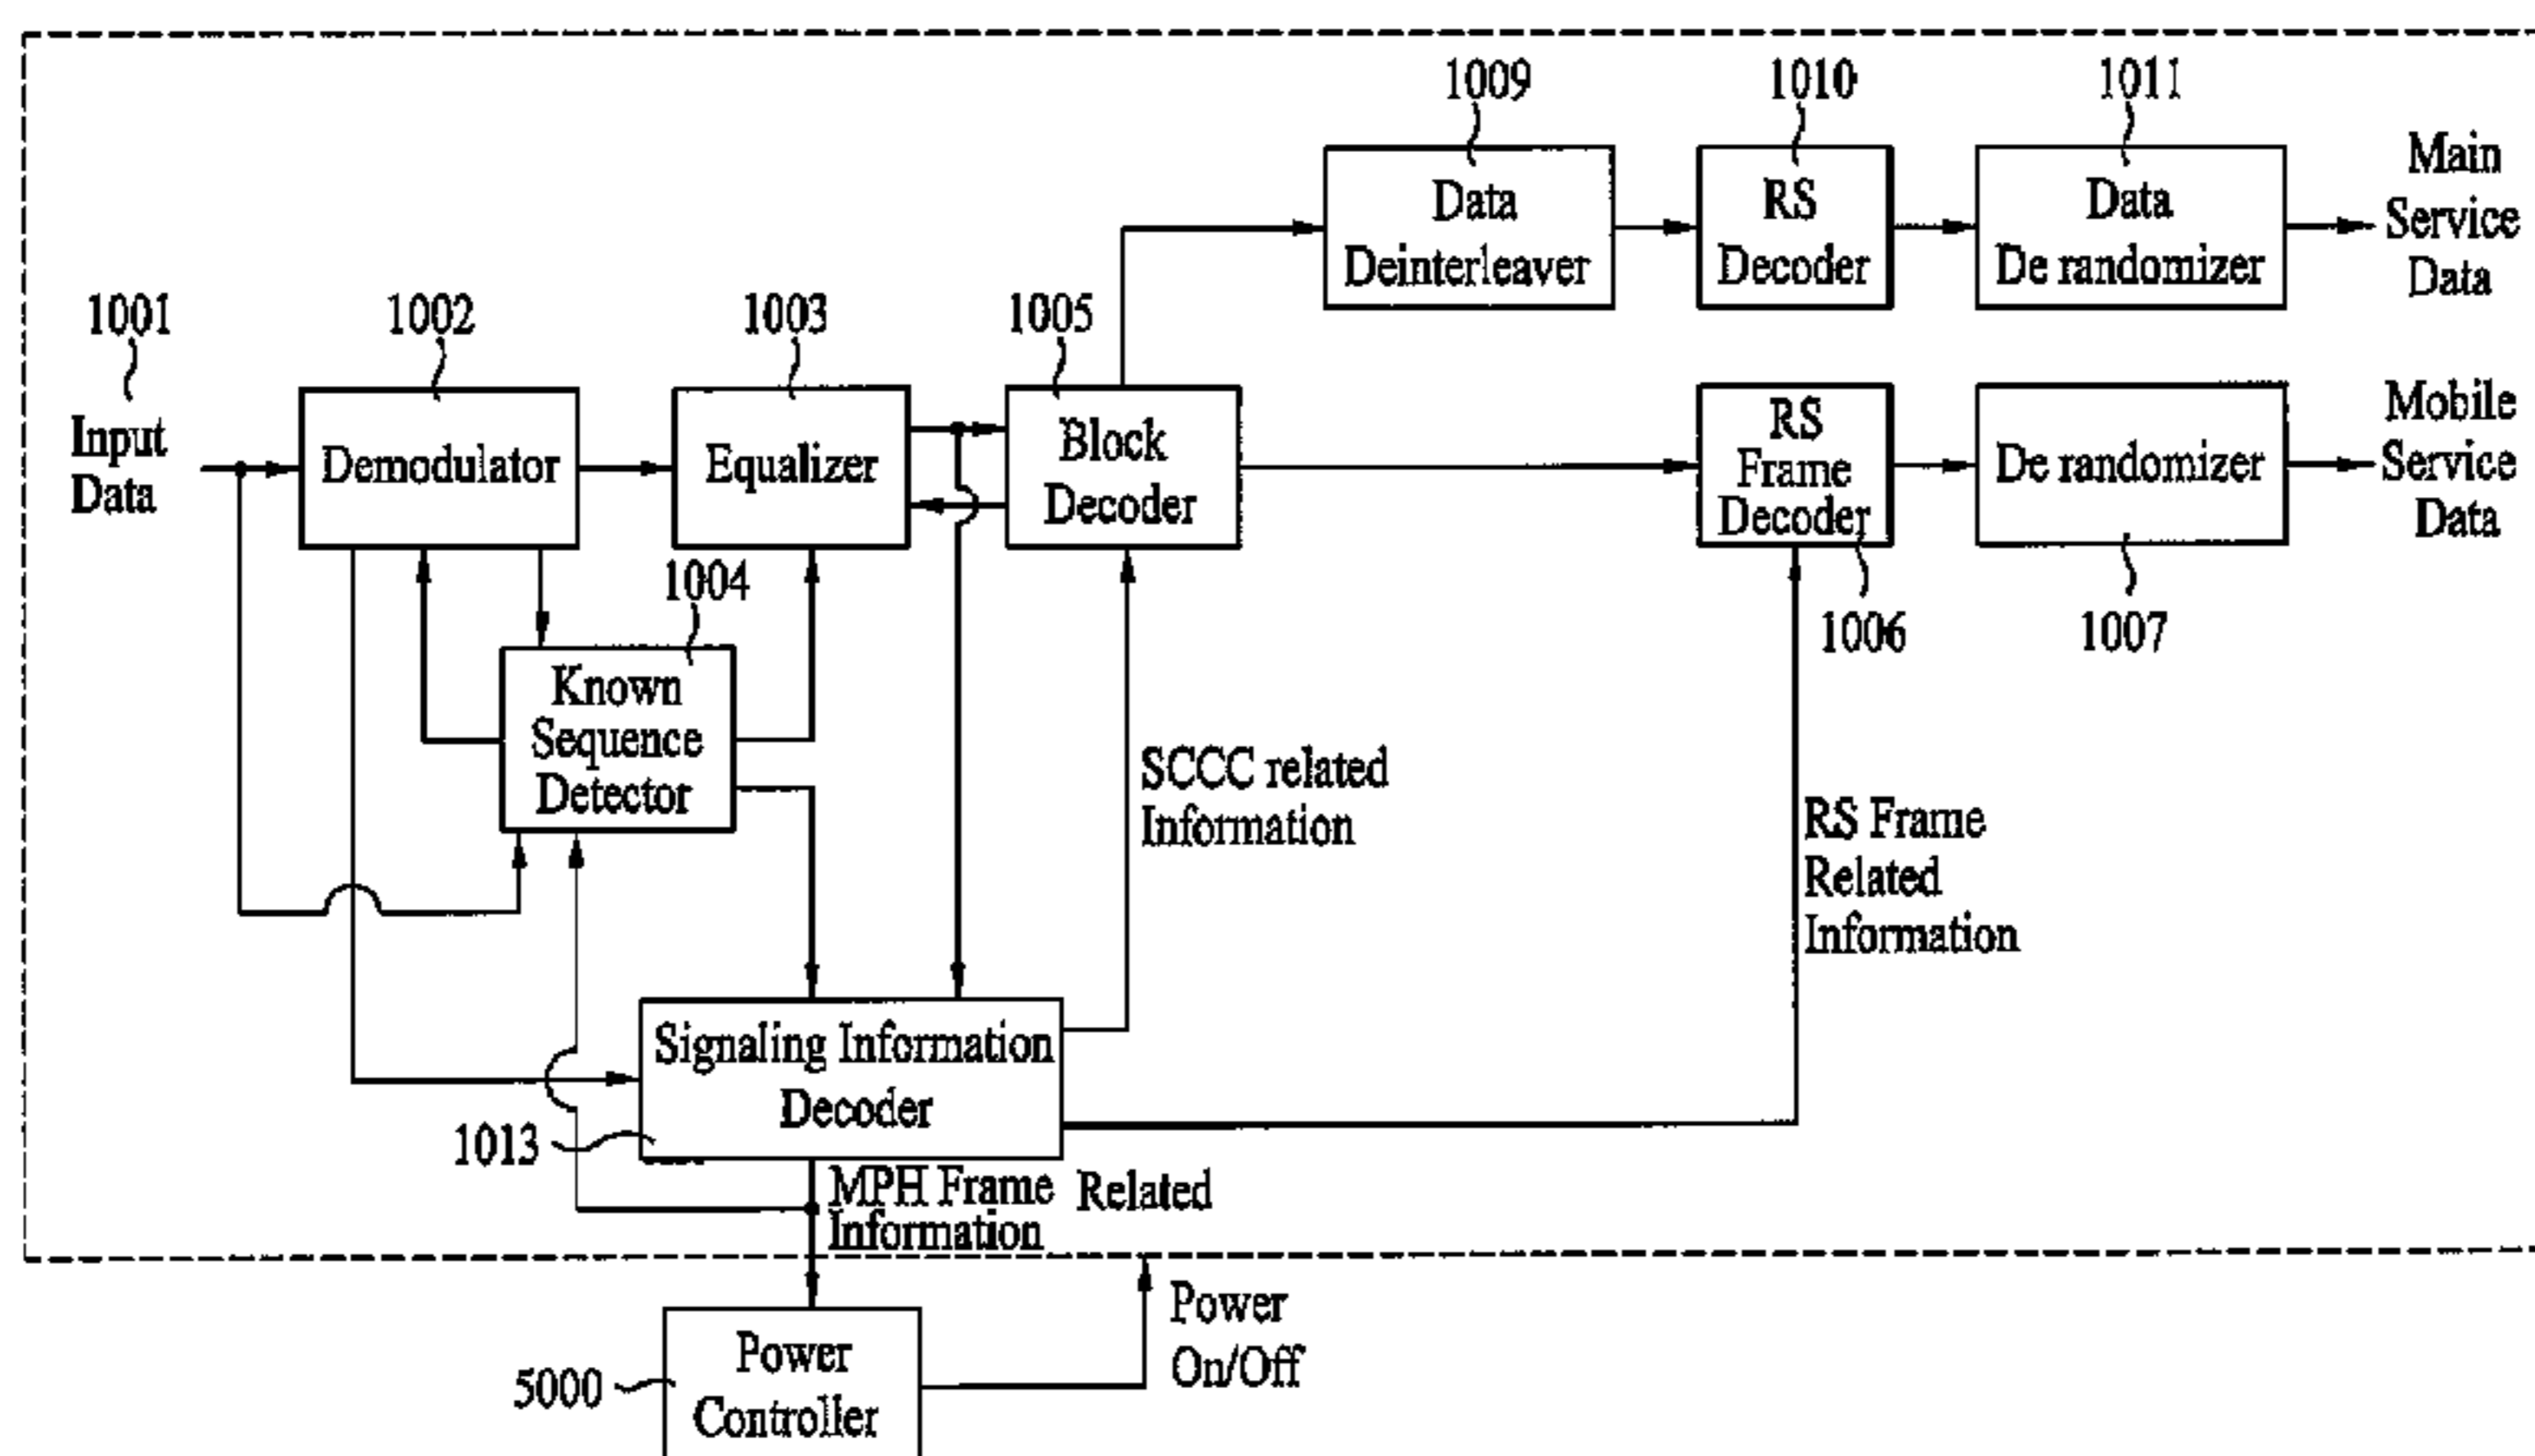 1009
1010
1011
Data
Deinterleaver
RS
Decoder
Data
De randomizer
Main
Service
Data
1001
1002
1003
1005
Input
Data
Demodulator
Equalizer
Block
Decoder
RS
Frame
Decoder
De randomizer
Mobile
Service
Data
1004
1006
1007
Known
Sequence
Detector
SCCC related
Information
RS Frame
Related
Information
Signaling Information
Decoder
1013
MPH Frame Related
Information
Power
On/Off
5000
Power
Controller